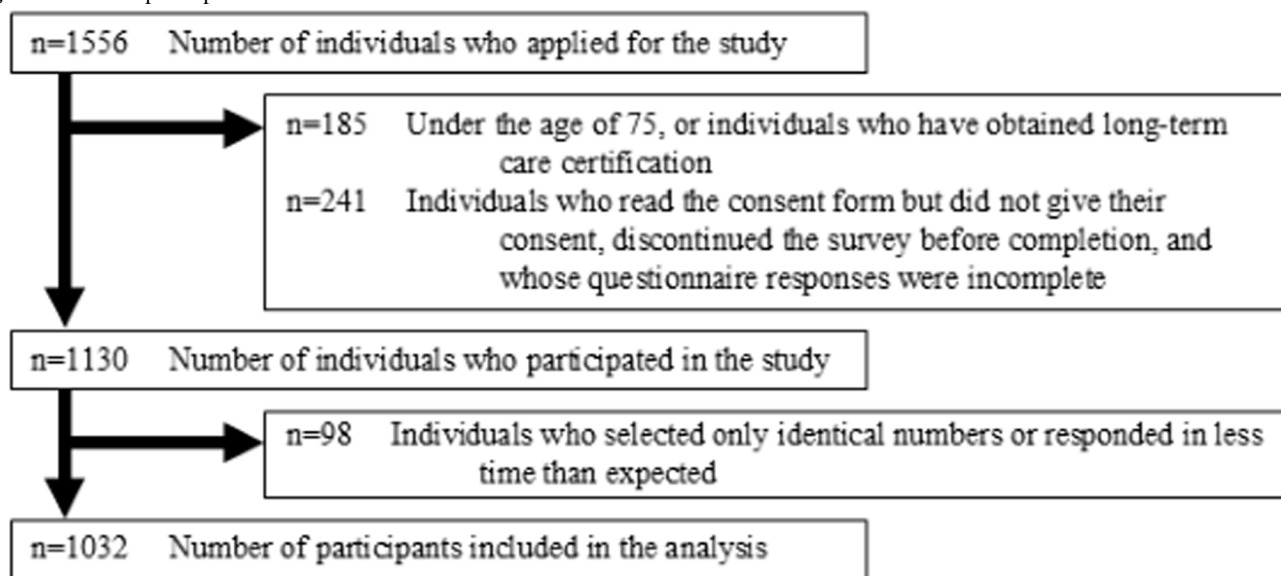 n=1556 Number of individuals who applied for the study
n=185 Under the age of 75, or individuals who have obtained long-term
care certification
n=241 Individuals who read the consent form but did not give their
consent, discontinued the survey before completion, and
whose questionnaire responses were incomplete
n=1130 Number of individuals who participated in the study
n=98 Individuals who selected only identical numbers or responded in less
time than expected
n=1032 Number of participants included in the analysis